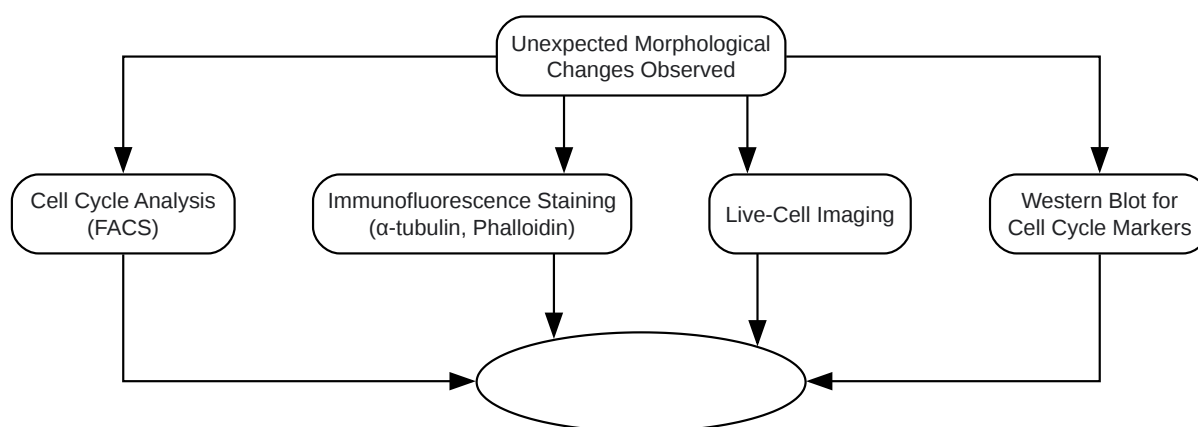 Unexpected Morphological
Changes Observed
Cell Cycle Analysis
(FACS)
Immunofluorescence Staining
(α-tubulin, Phalloidin)
Live-Cell Imaging
Western Blot for
Cell Cycle Markers